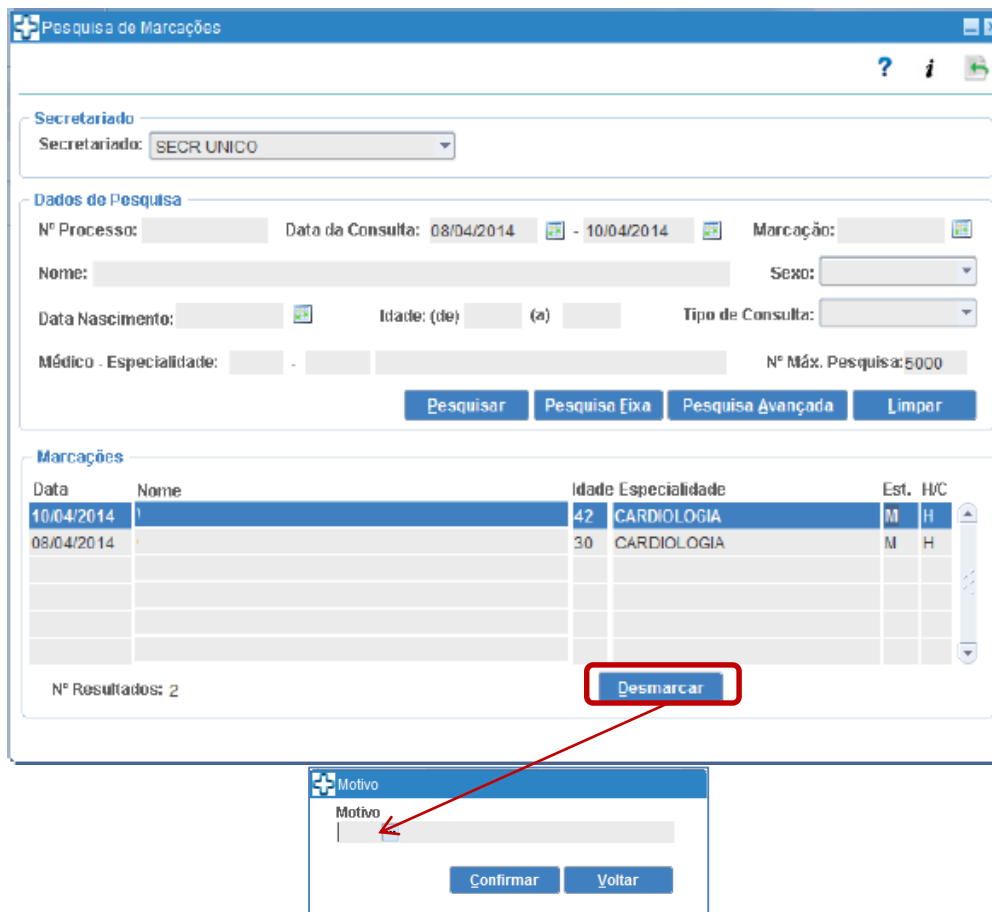 Pesquisa de Marcações
? i
Secretariado
Secretariado: SECR UNICO
Dados de Pesquisa
Nº Processo: Data da Consulta: 08/04/2014 - 10/04/2014 Marcação:
Nome: Sexo:
Data Nascimento: Idade: (de) (a) Tipo de Consulta:
Médico - Especialidade: - Nº Máx. Pesquisa: 5000
Pesquisar Pesquisa Fixa Pesquisa Avançada Limpar
Marcações
Data Nome Idade Especialidade Est. H/C
10/04/2014 42 CARDIOLOGIA M H
08/04/2014 30 CARDIOLOGIA M H
Nº Resultados: 2 Desmarcar
Motivo
Motivo
...
Confirmar Voltar